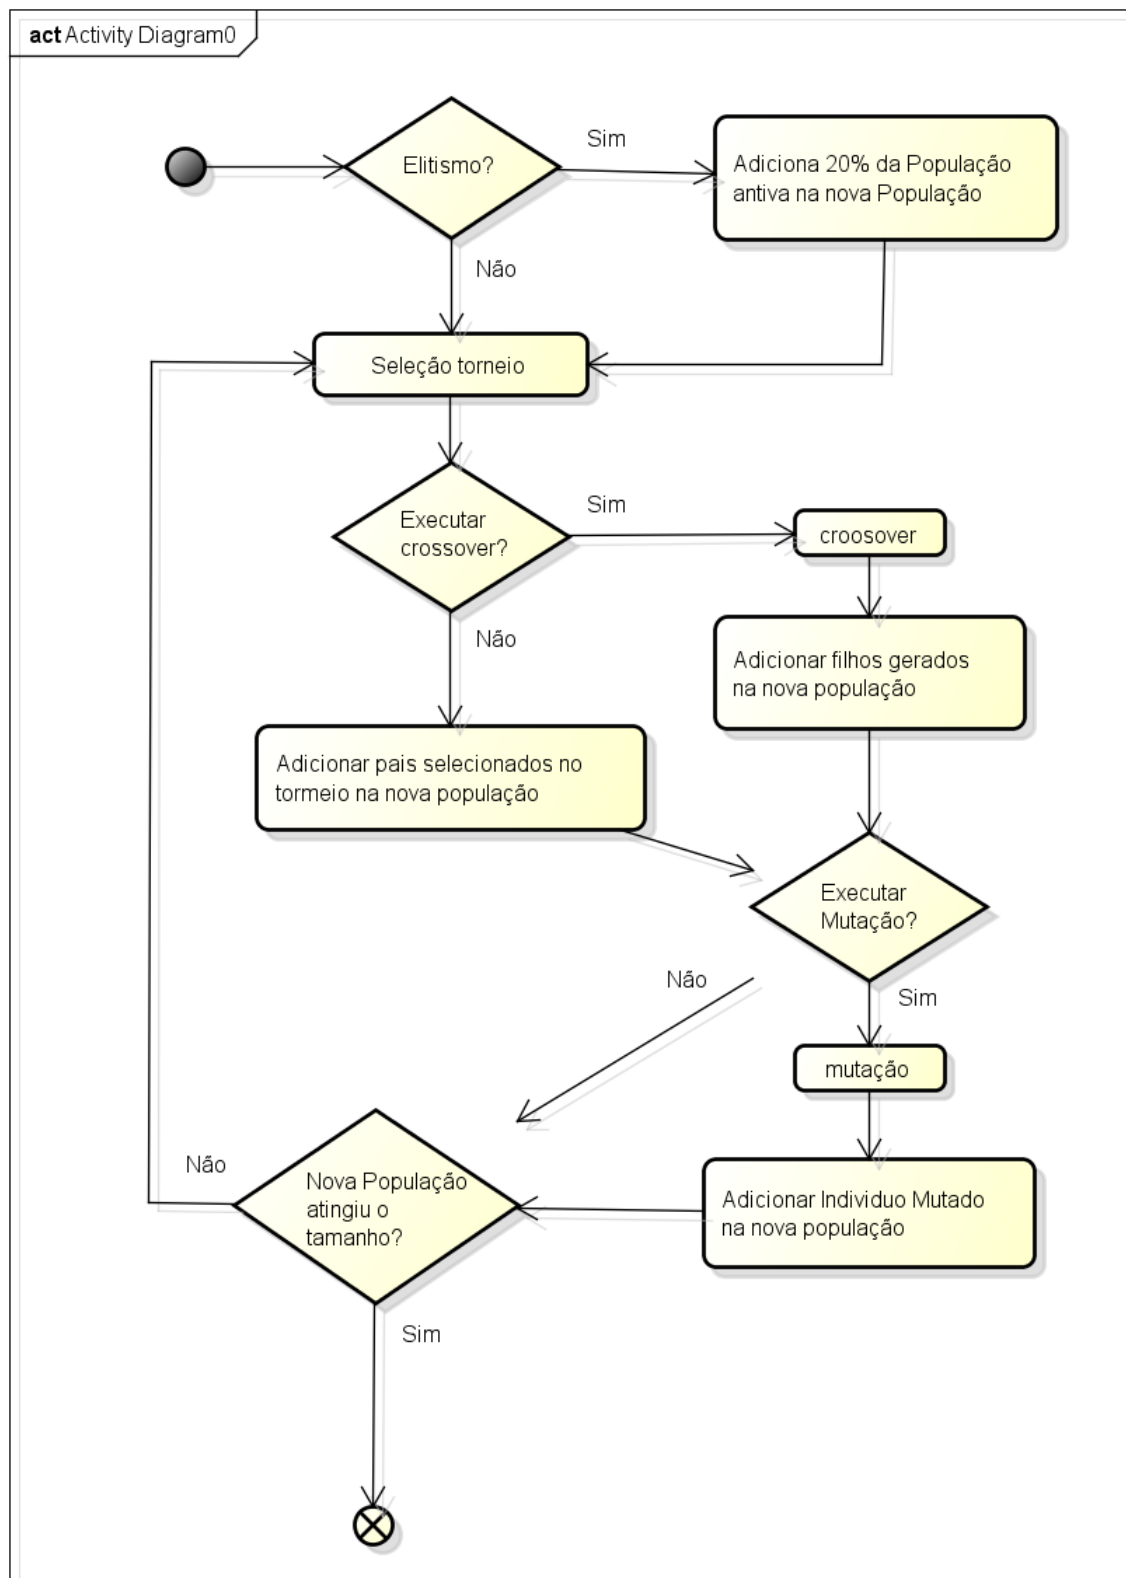 act Activity Diagram0
Elitismo?
Sim
Adiciona 20% da População
antiva na nova População
Não
Seleção torneio
Executar
crossover?
Sim
croosover
Não
Adicionar filhos gerados
na nova população
Adicionar pais selecionados no
tormeio na nova população
Executar
Mutação?
Não
Sim
mutação
Não
Nova População
atingiu o
tamanho?
Adicionar Individuo Mutado
na nova população
Sim